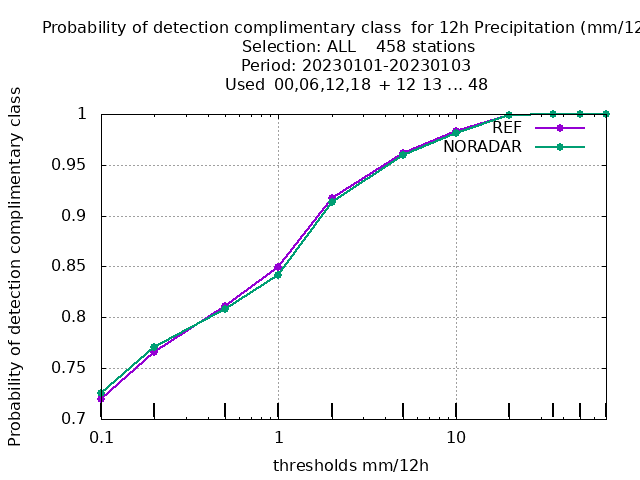 Probability of detection complimentary class  for 12h Precipitation (mm/12
Selection: ALL    458 stations
Period: 20230101-20230103
Used  00,06,12,18  + 12 13 ... 48
Probability of detection complimentary class
1
0.95
0.9
0.85
0.8
0.75
0.7
REF
NORADAR
0.1
1
10
thresholds mm/12h